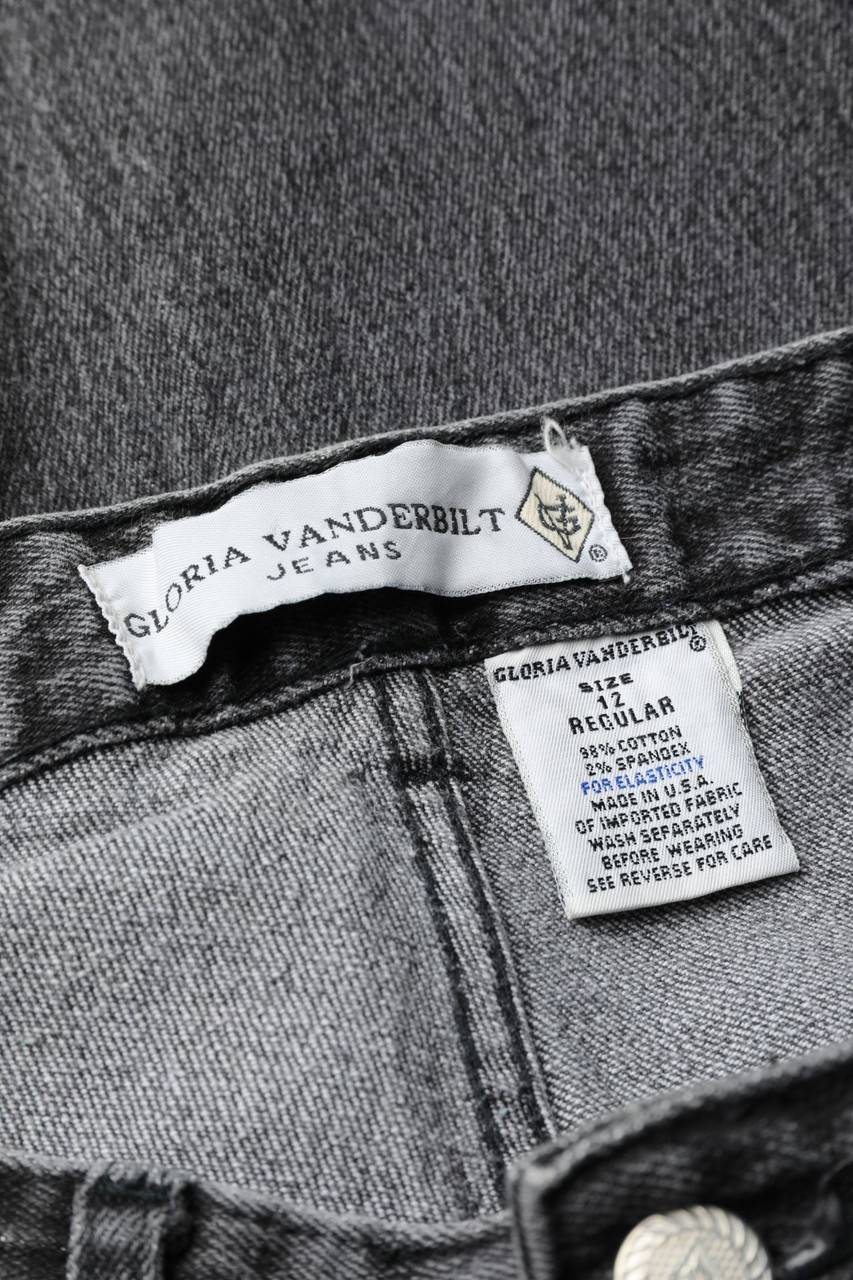 GLORIA VANDERBILT
JEANS
®
GLORIA VANDERBILT
®
SIZE
12
REGULAR
98% COTTON
2% SPANDEX
FOR ELASTICITY
MADE IN U.S.A.
OF IMPORTED FABRIC
WASH SEPARATELY
BEFORE WEARING
SEE REVERSE FOR CARE